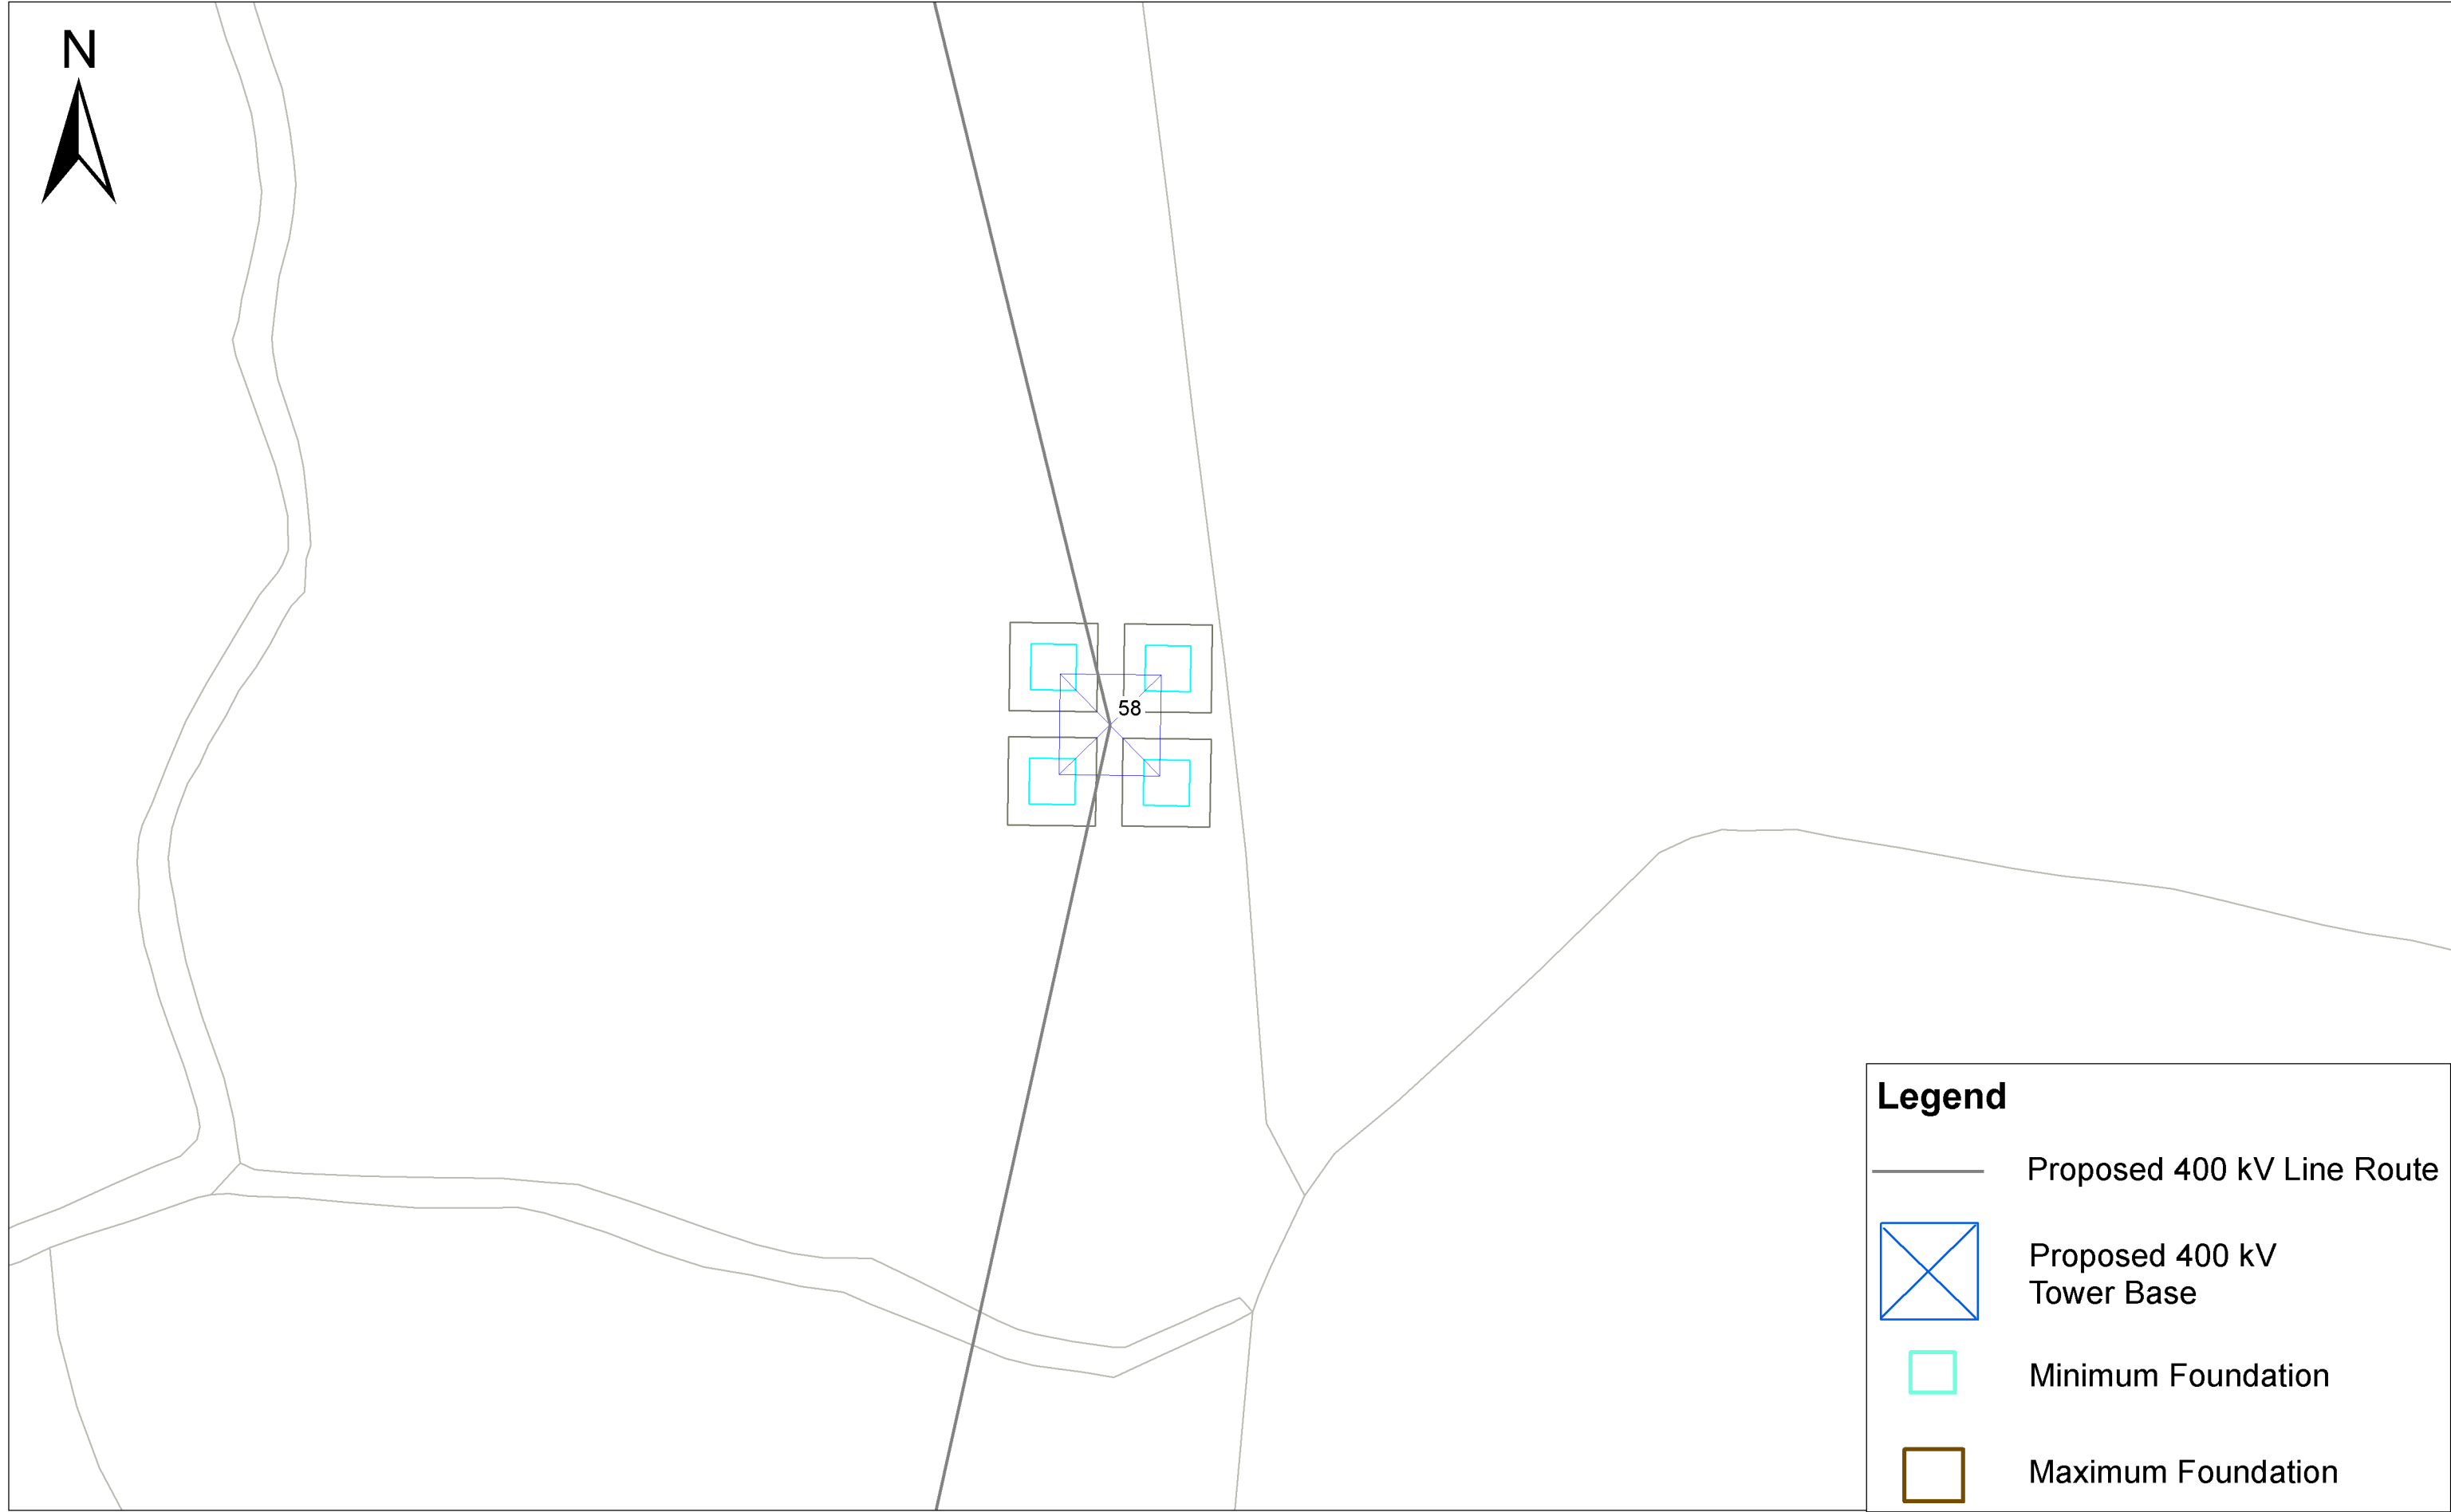 N
58
Legend
Proposed 400 kV Line Route
Proposed 400 kV
Tower Base
Minimum Foundation
Maximum Foundation